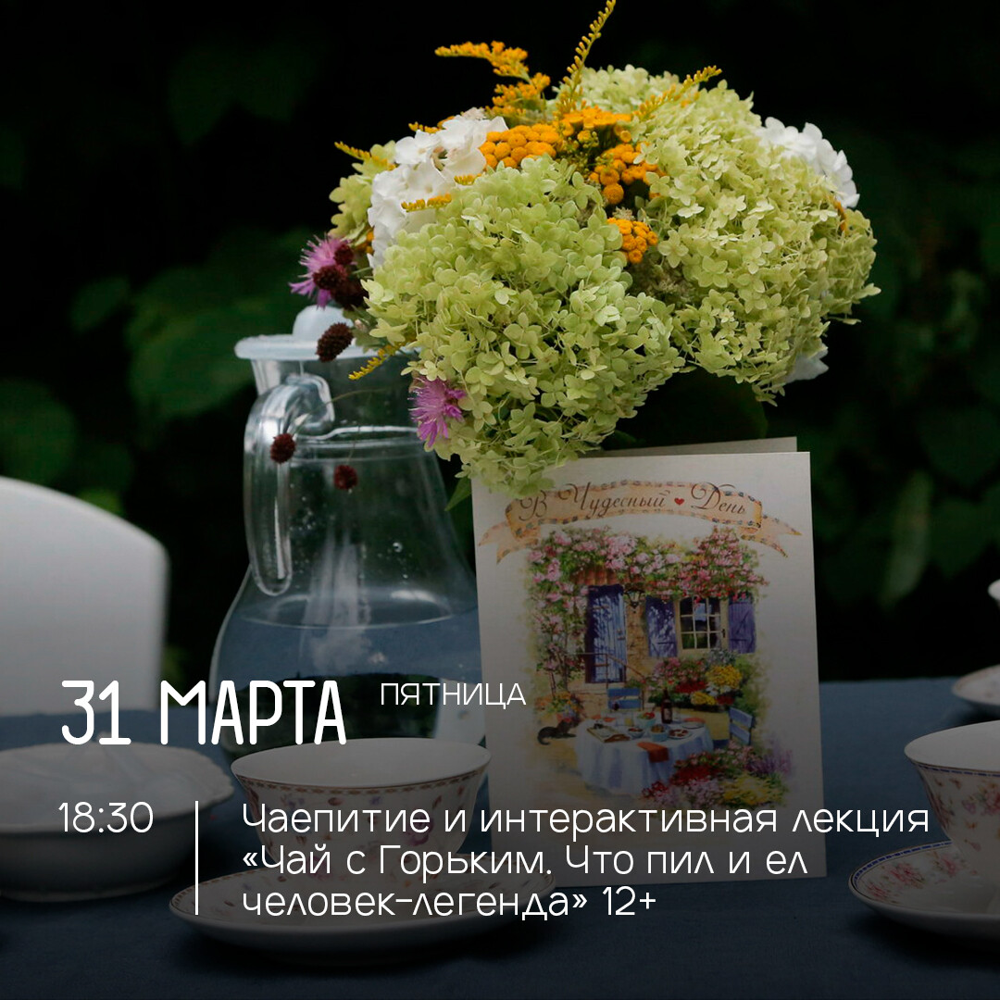 В Чудесный День
31 МАРТА ПЯТНИЦА
18:30
Чаепитие и интерактивная лекция
«Чай с Горьким. Что пил и ел
человек-легенда» 12+